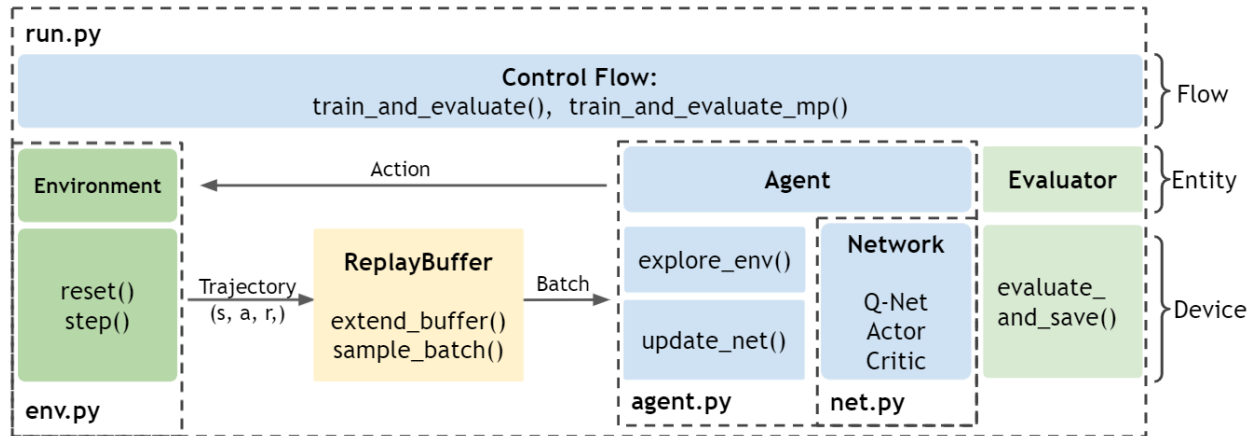 run.py
Control Flow:
train_and_evaluate(), train_and_evaluate_mp()
Flow
Environment
Action
Agent
Evaluator
Entity
reset()
step()
Trajectory
(s, a, r,)
ReplayBuffer
extend_buffer()
sample_batch()
Batch
explore_env()
update_net()
Network
Q-Net
Actor
Critic
evaluate_
and_save()
Device
env.py
agent.py
net.py